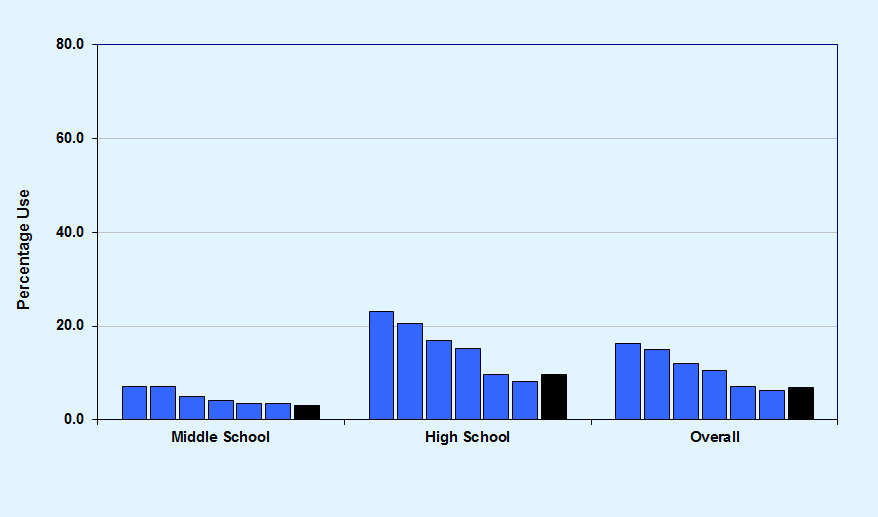 80.0
60.0
40.0
20.0
0.0
Percentage Use
Middle School
High School
Overall